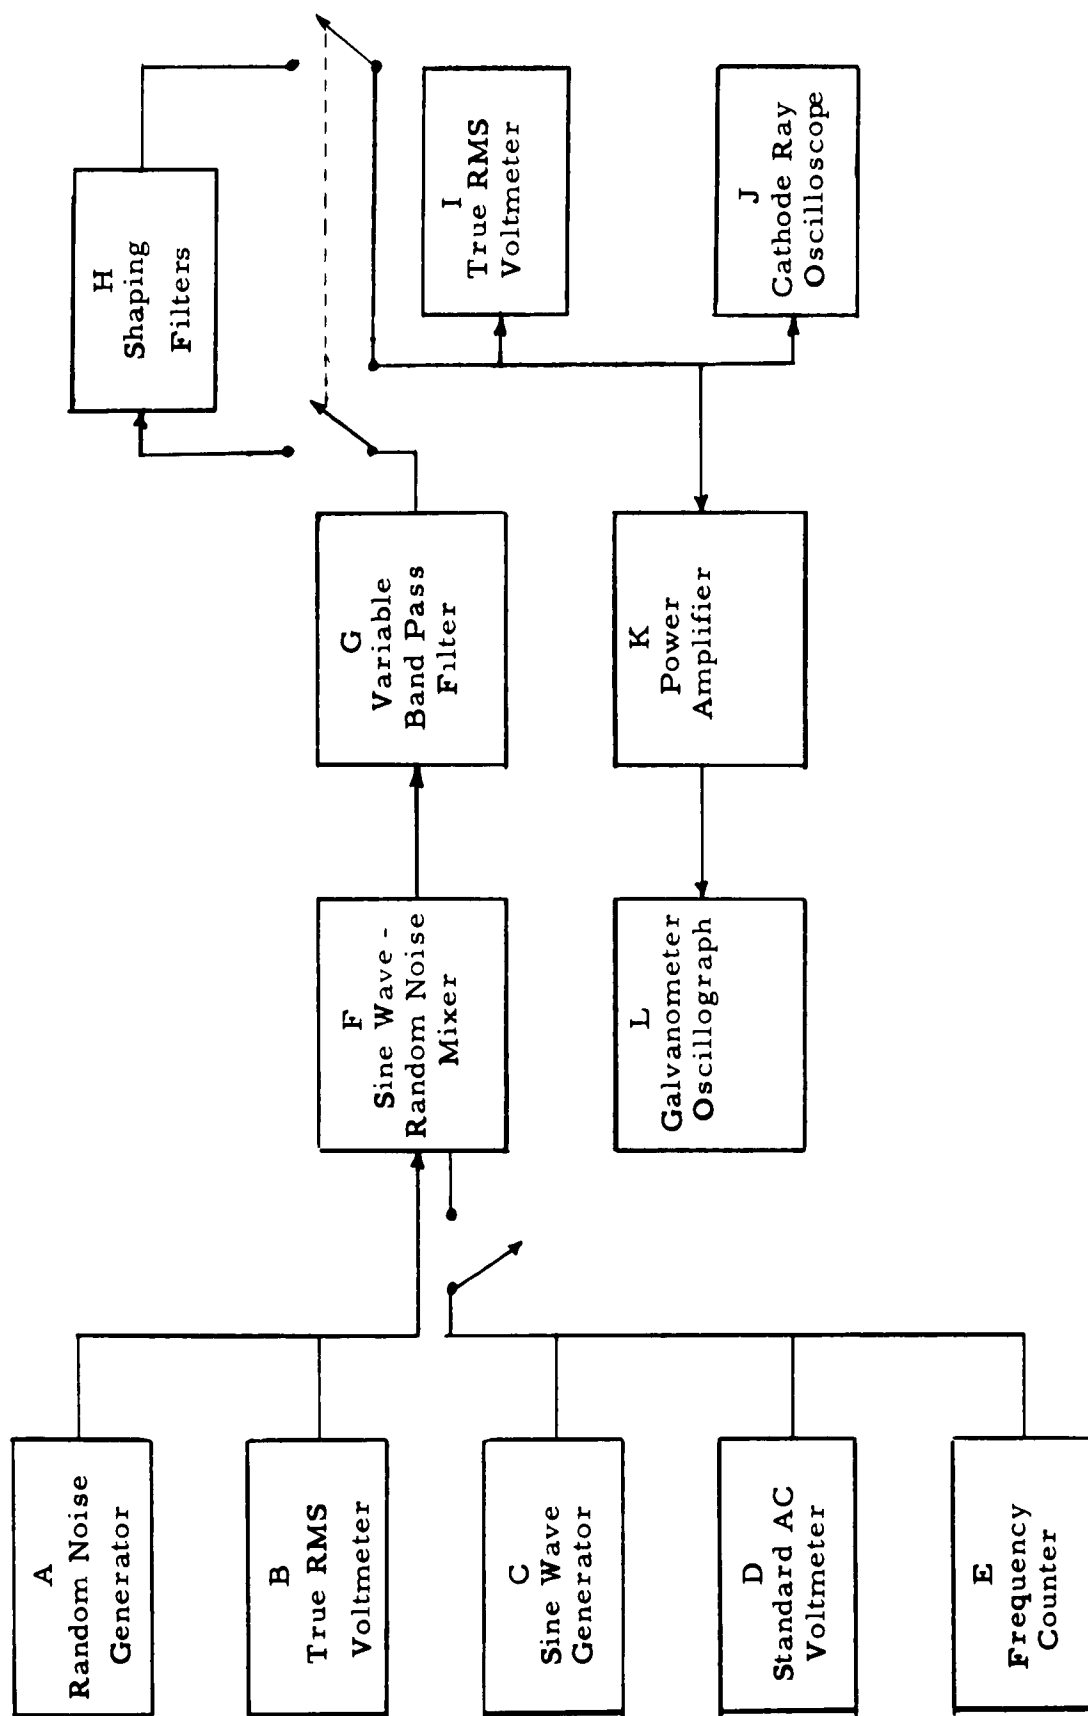 A
Random Noise
Generator
B
True RMS
Voltmeter
C
Sine Wave
Generator
D
Standard AC
Voltmeter
E
Frequency
Counter
F
Sine Wave -
Random Noise
Mixer
G
Variable
Band Pass
Filter
H
Shaping
Filters
I
True RMS
Voltmeter
J
Cathode Ray
Oscilloscope
K
Power
Amplifier
L
Galvanometer
Oscillograph